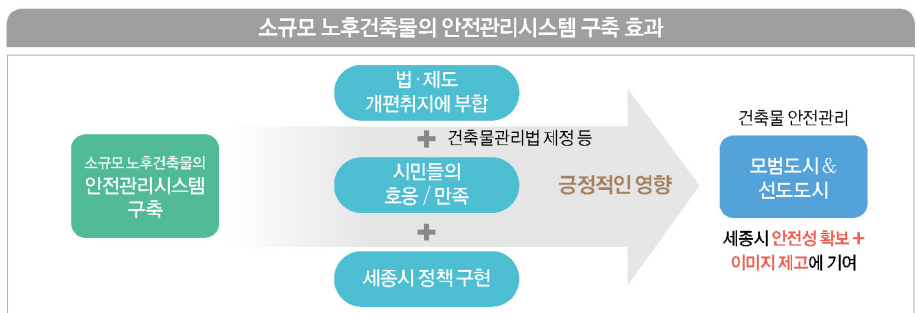 소규모 노후건축물의 안전관리시스템 구축 효과
소규모 노후건축물의
안전관리시스템
구축
법·제도
개편취지에 부합
+
건축물관리법 제정 등
시민들의
호응 / 만족
+
세종시 정책 구현
긍정적인 영향
건축물 안전관리
모범도시 &
선도도시
세종시 안전성 확보 +
이미지 제고에 기여